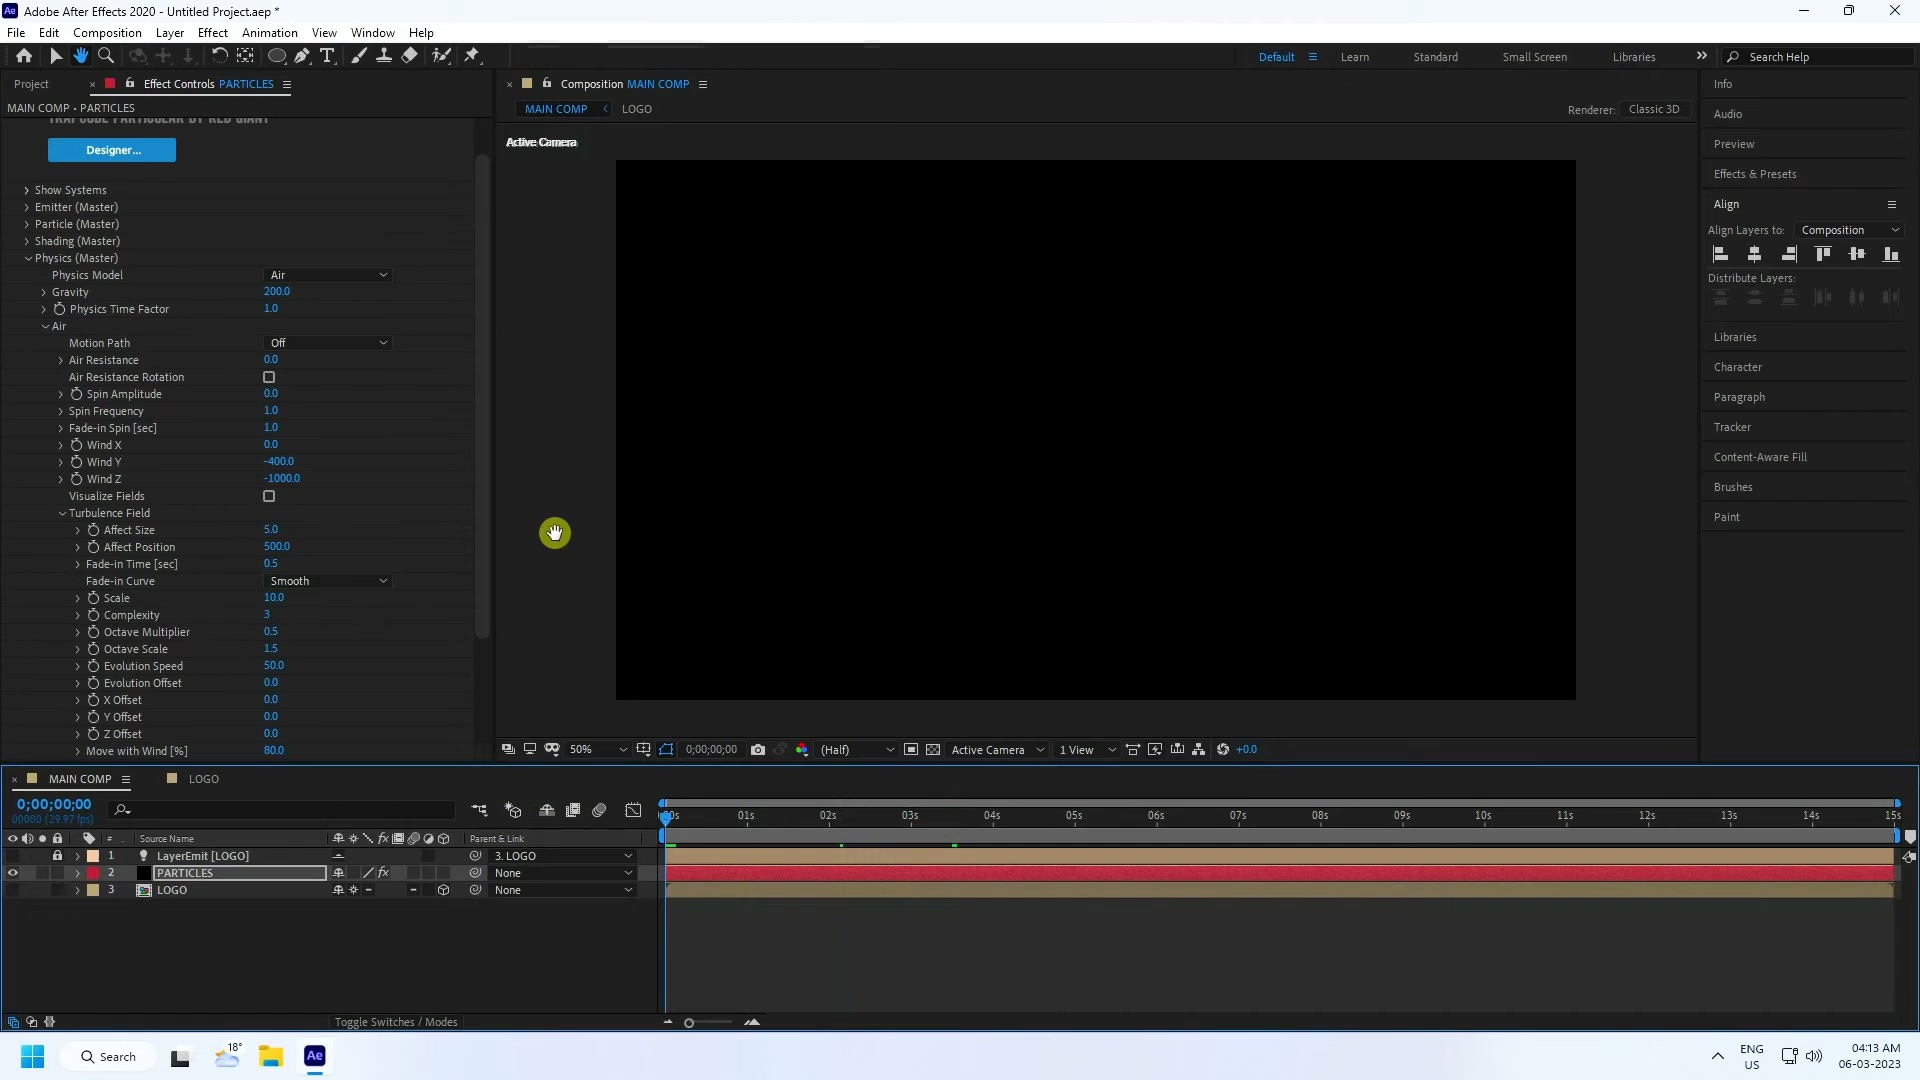 Adobe After Effects 2020 - Untitled Project.aep *
File Edit Composition Layer Effect Animation View Window Help
Default Learn Standard Small Screen Libraries Search Help
Project Effect Controls PARTICLES
MAIN COMP • PARTICLES
TRAPCODE PARTICULAR BY RED GIANT
Designer...
Show Systems
Emitter (Master)
Particle (Master)
Shading (Master)
Physics (Master)
Physics Model Air
Gravity 200.0
Physics Time Factor 1.0
Air
Motion Path Off
Air Resistance 0.0
Air Resistance Rotation
Spin Amplitude 0.0
Spin Frequency 1.0
Fade-in Spin [sec] 1.0
Wind X 0.0
Wind Y -400.0
Wind Z -1000.0
Visualize Fields
Turbulence Field
Affect Size 5.0
Affect Position 500.0
Fade-in Time [sec] 0.5
Fade-in Curve Smooth
Scale 10.0
Complexity 3
Octave Multiplier 0.5
Octave Scale 1.5
Evolution Speed 50.0
Evolution Offset 0.0
X Offset 0.0
Y Offset 0.0
Z Offset 0.0
Move with Wind [%] 80.0
Composition MAIN COMP
MAIN COMP LOGO
Renderer: Classic 3D
Active Camera
50% 0;00;00;00 (Half) Active Camera 1 View +0.0
Info
Audio
Preview
Effects & Presets
Align
Align Layers to: Composition
Distribute Layers:
Libraries
Character
Paragraph
Tracker
Content-Aware Fill
Brushes
Paint
MAIN COMP LOGO
0;00;00;00
00000 (29.97 fps)
# Source Name Parent & Link
1 LayerEmit [LOGO] 3. LOGO
2 PARTICLES None
3 LOGO None
01s 02s 03s 04s 05s 06s 07s 08s 09s 10s 11s 12s 13s 14s 15s
Toggle Switches / Modes
Search
18°
Ae
ENG
US
04:13 AM
06-03-2023